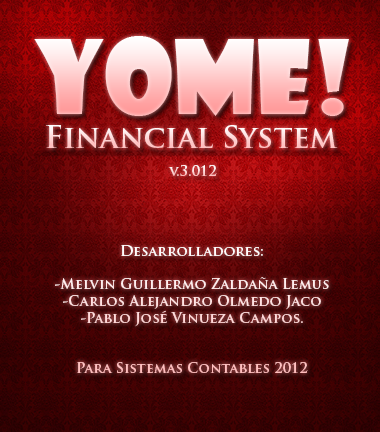 YOME!
Financial System
v.3.012
Desarrolladores:
-Melvin Guillermo Zaldaña Lemus
-Carlos Alejandro Olmedo Jaco
-Pablo José Vinueza Campos.
Para Sistemas Contables 2012